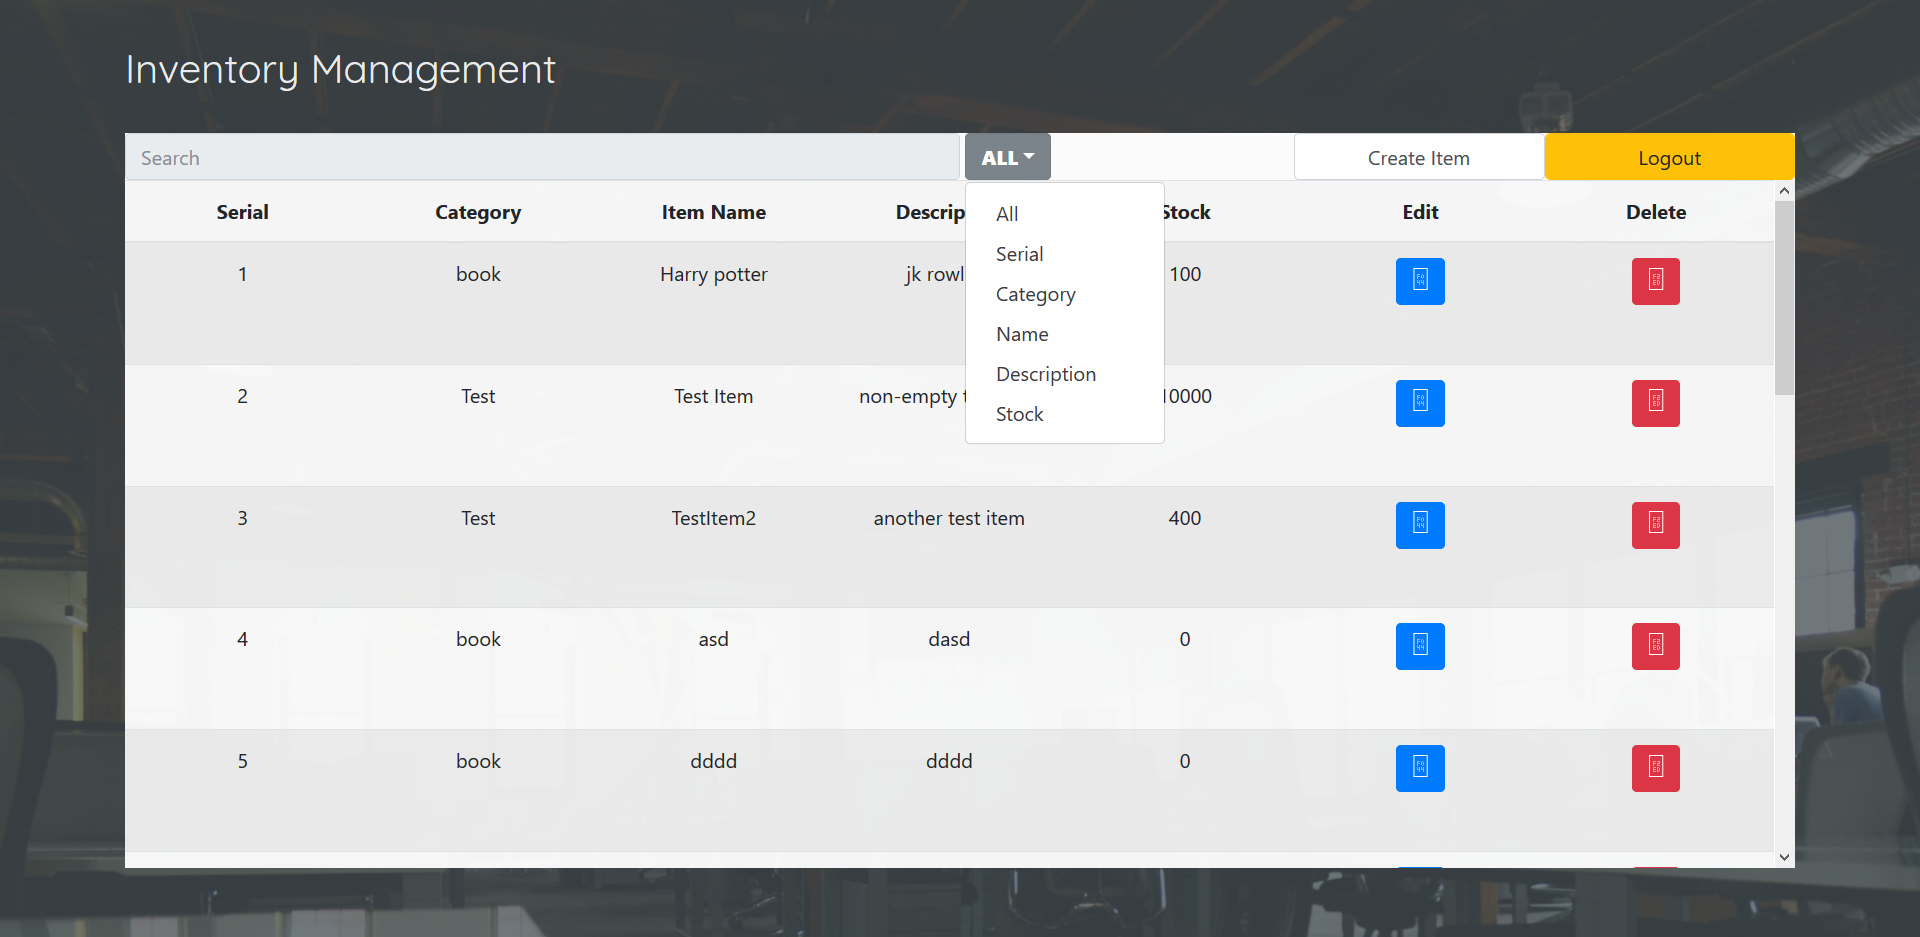 Inventory Management
Search ALL Create Item Logout
Serial Category Item Name Descrip Stock Edit Delete
All
Serial
Category
Name
Description
Stock
1 book Harry potter jk rowl 100
2 Test Test Item non-empty 10000
3 Test TestItem2 another test item 400
4 book asd dasd 0
5 book dddd dddd 0